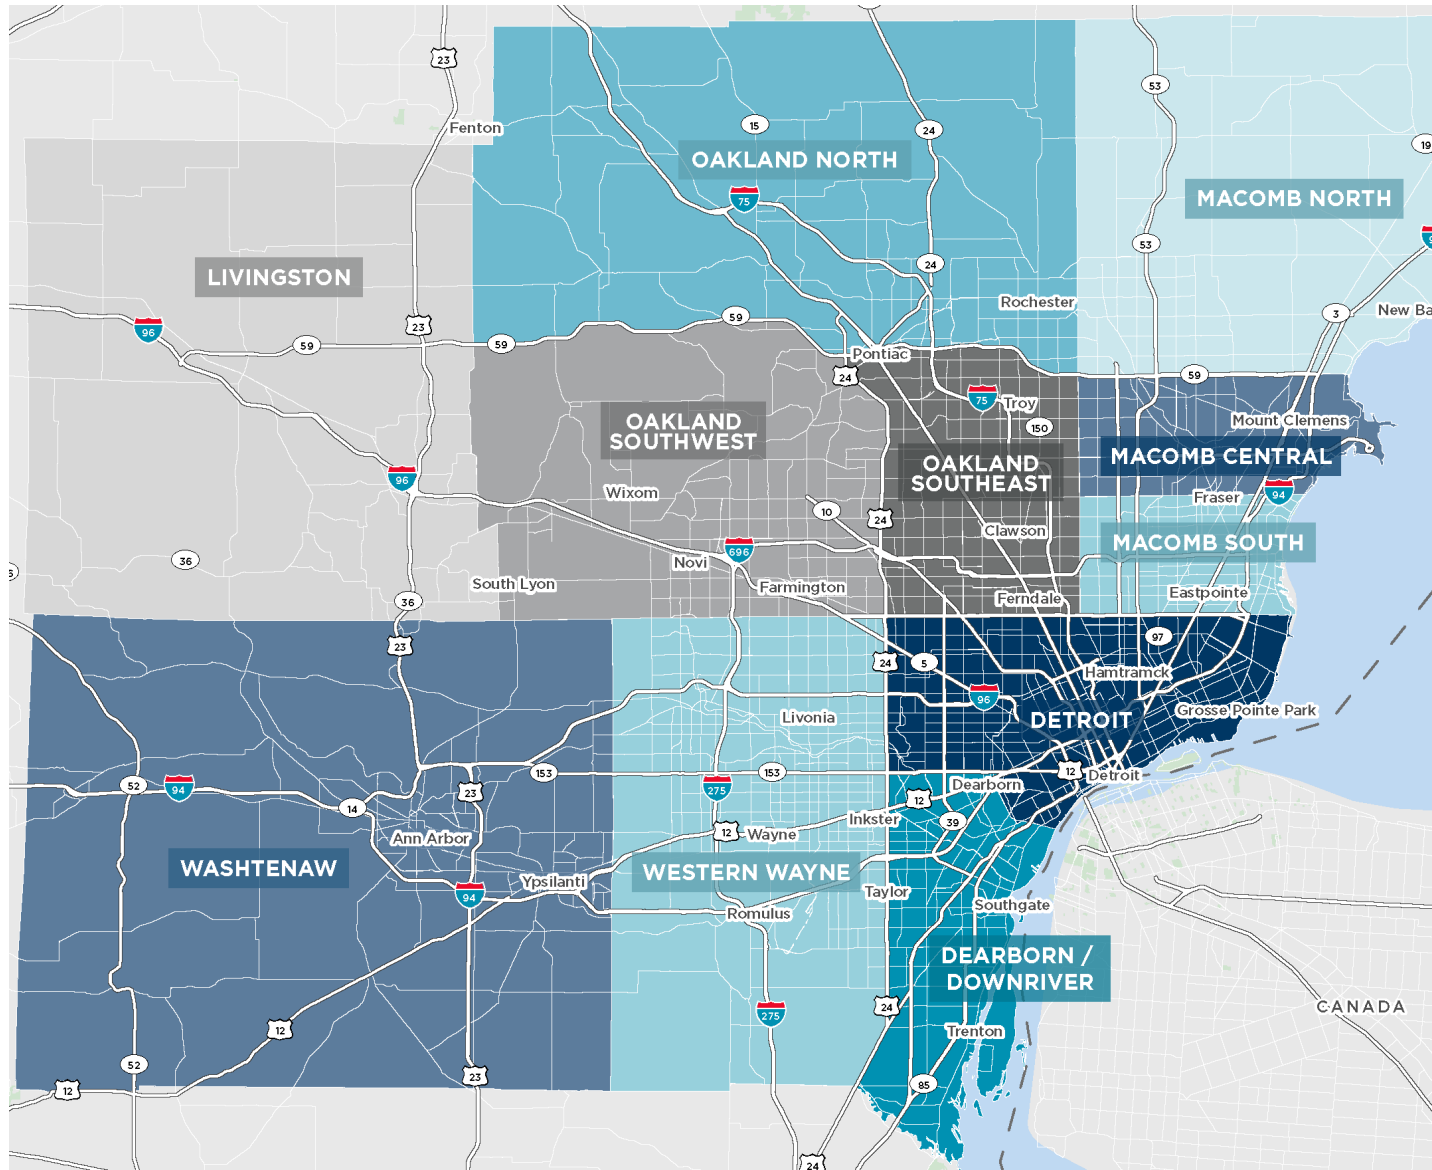 23
53
15
24
Fenton
19
OAKLAND NORTH
75
MACOMB NORTH
53
24
LIVINGSTON
Rochester
3
New Ba
59
23
96
59
59
Pontiac
24
59
75
Troy
OAKLAND
SOUTHWEST
150
Mount Clemens
MACOMB CENTRAL
OAKLAND
SOUTHEAST
96
Wixom
94
Fraser
10
24
Clawson
MACOMB SOUTH
696
36
Novi
South Lyon
Farmington
Ferndale
Eastpointe
36
23
97
24
5
Hamtramck
96
Livonia
DETROIT
Grosse Pointe Park
153
153
12
Detroit
52
94
23
275
Dearborn
12
14
Inkster
39
12
Wayne
Ann Arbor
WASHTENAW
WESTERN WAYNE
Ypsilanti
94
Taylor
Southgate
Romulus
DEARBORN /
DOWNRIVER
24
275
CANADA
12
Trenton
52
23
85
12
24